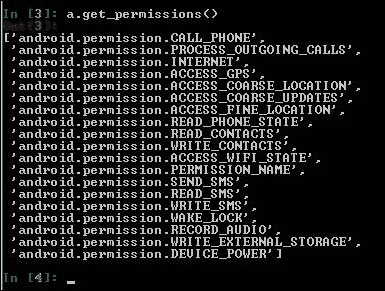 In [3]: a.get_permissions()
['android.permission.CALL_PHONE',
'android.permission.PROCESS_OUTGOING_CALLS',
'android.permission.INTERNET',
'android.permission.ACCESS_GPS',
'android.permission.ACCESS_COARSE_LOCATION',
'android.permission.ACCESS_COARSE_UPDATES',
'android.permission.ACCESS_FINE_LOCATION',
'android.permission.READ_PHONE_STATE',
'android.permission.READ_CONTACTS',
'android.permission.WRITE_CONTACTS',
'android.permission.ACCESS_WIFI_STATE',
'android.permission.PERMISSION_NAME',
'android.permission.SEND_SMS',
'android.permission.READ_SMS',
'android.permission.WRITE_SMS',
'android.permission.WAKE_LOCK',
'android.permission.RECORD_AUDIO',
'android.permission.WRITE_EXTERNAL_STORAGE',
'android.permission.DEVICE_POWER']
In [4]: _